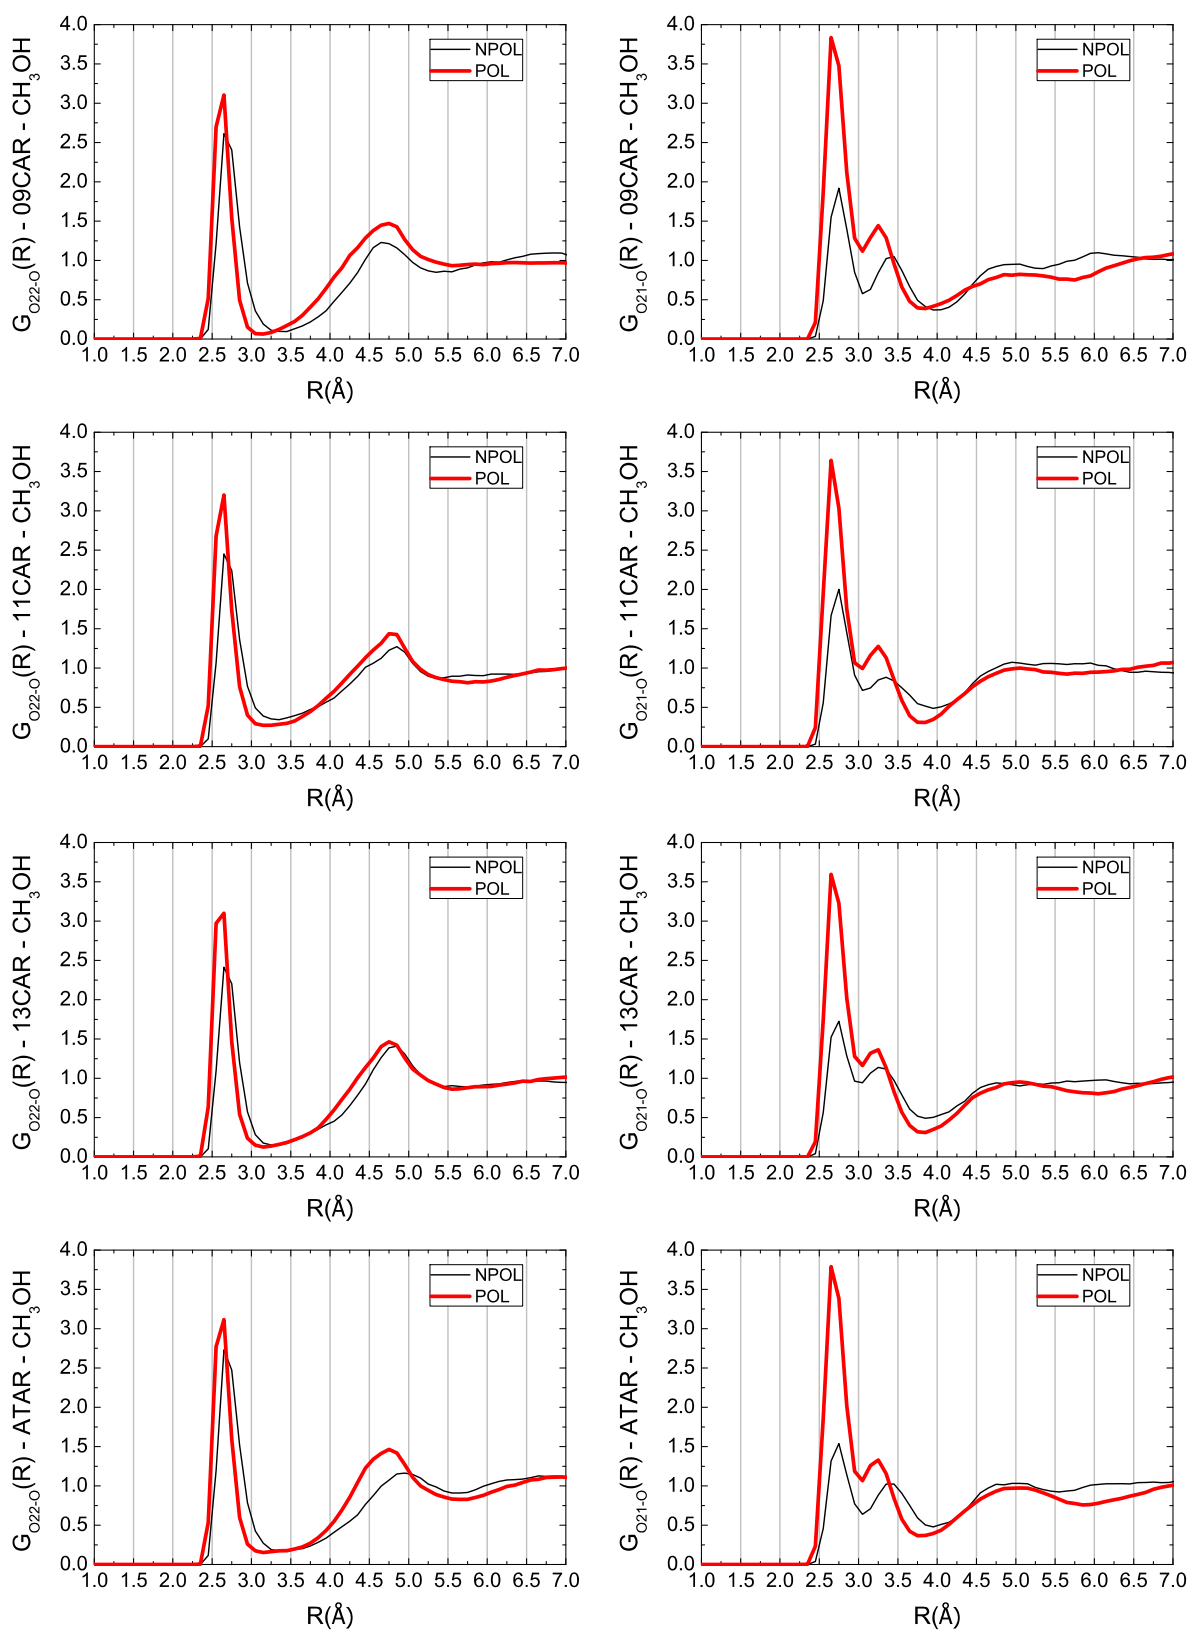 4.0
3.5
3.0
2.5
2.0
1.5
1.0
0.5
0.0
G_O22-O(R) - 09CAR - CH3OH
NPOL
POL
1.0 1.5 2.0 2.5 3.0 3.5 4.0 4.5 5.0 5.5 6.0 6.5 7.0
R(Å)
4.0
3.5
3.0
2.5
2.0
1.5
1.0
0.5
0.0
G_O21-O(R) - 09CAR - CH3OH
NPOL
POL
1.0 1.5 2.0 2.5 3.0 3.5 4.0 4.5 5.0 5.5 6.0 6.5 7.0
R(Å)
4.0
3.5
3.0
2.5
2.0
1.5
1.0
0.5
0.0
G_O22-O(R) - 11CAR - CH3OH
NPOL
POL
1.0 1.5 2.0 2.5 3.0 3.5 4.0 4.5 5.0 5.5 6.0 6.5 7.0
R(Å)
4.0
3.5
3.0
2.5
2.0
1.5
1.0
0.5
0.0
G_O21-O(R) - 11CAR - CH3OH
NPOL
POL
1.0 1.5 2.0 2.5 3.0 3.5 4.0 4.5 5.0 5.5 6.0 6.5 7.0
R(Å)
4.0
3.5
3.0
2.5
2.0
1.5
1.0
0.5
0.0
G_O22-O(R) - 13CAR - CH3OH
NPOL
POL
1.0 1.5 2.0 2.5 3.0 3.5 4.0 4.5 5.0 5.5 6.0 6.5 7.0
R(Å)
4.0
3.5
3.0
2.5
2.0
1.5
1.0
0.5
0.0
G_O21-O(R) - 13CAR - CH3OH
NPOL
POL
1.0 1.5 2.0 2.5 3.0 3.5 4.0 4.5 5.0 5.5 6.0 6.5 7.0
R(Å)
4.0
3.5
3.0
2.5
2.0
1.5
1.0
0.5
0.0
G_O22-O(R) - ATAR - CH3OH
NPOL
POL
1.0 1.5 2.0 2.5 3.0 3.5 4.0 4.5 5.0 5.5 6.0 6.5 7.0
R(Å)
4.0
3.5
3.0
2.5
2.0
1.5
1.0
0.5
0.0
G_O21-O(R) - ATAR - CH3OH
NPOL
POL
1.0 1.5 2.0 2.5 3.0 3.5 4.0 4.5 5.0 5.5 6.0 6.5 7.0
R(Å)